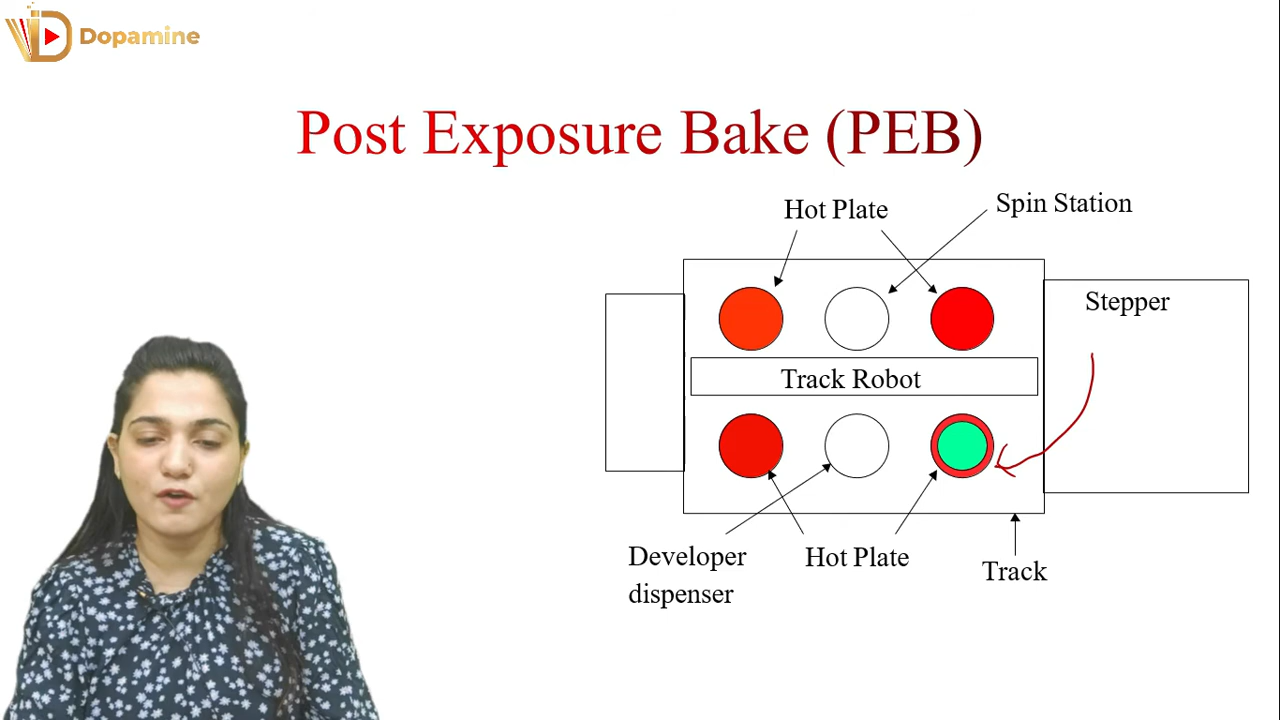 Dopamine
Post Exposure Bake (PEB)
Hot Plate
Spin Station
Stepper
Track Robot
Developer
dispenser
Hot Plate
Track